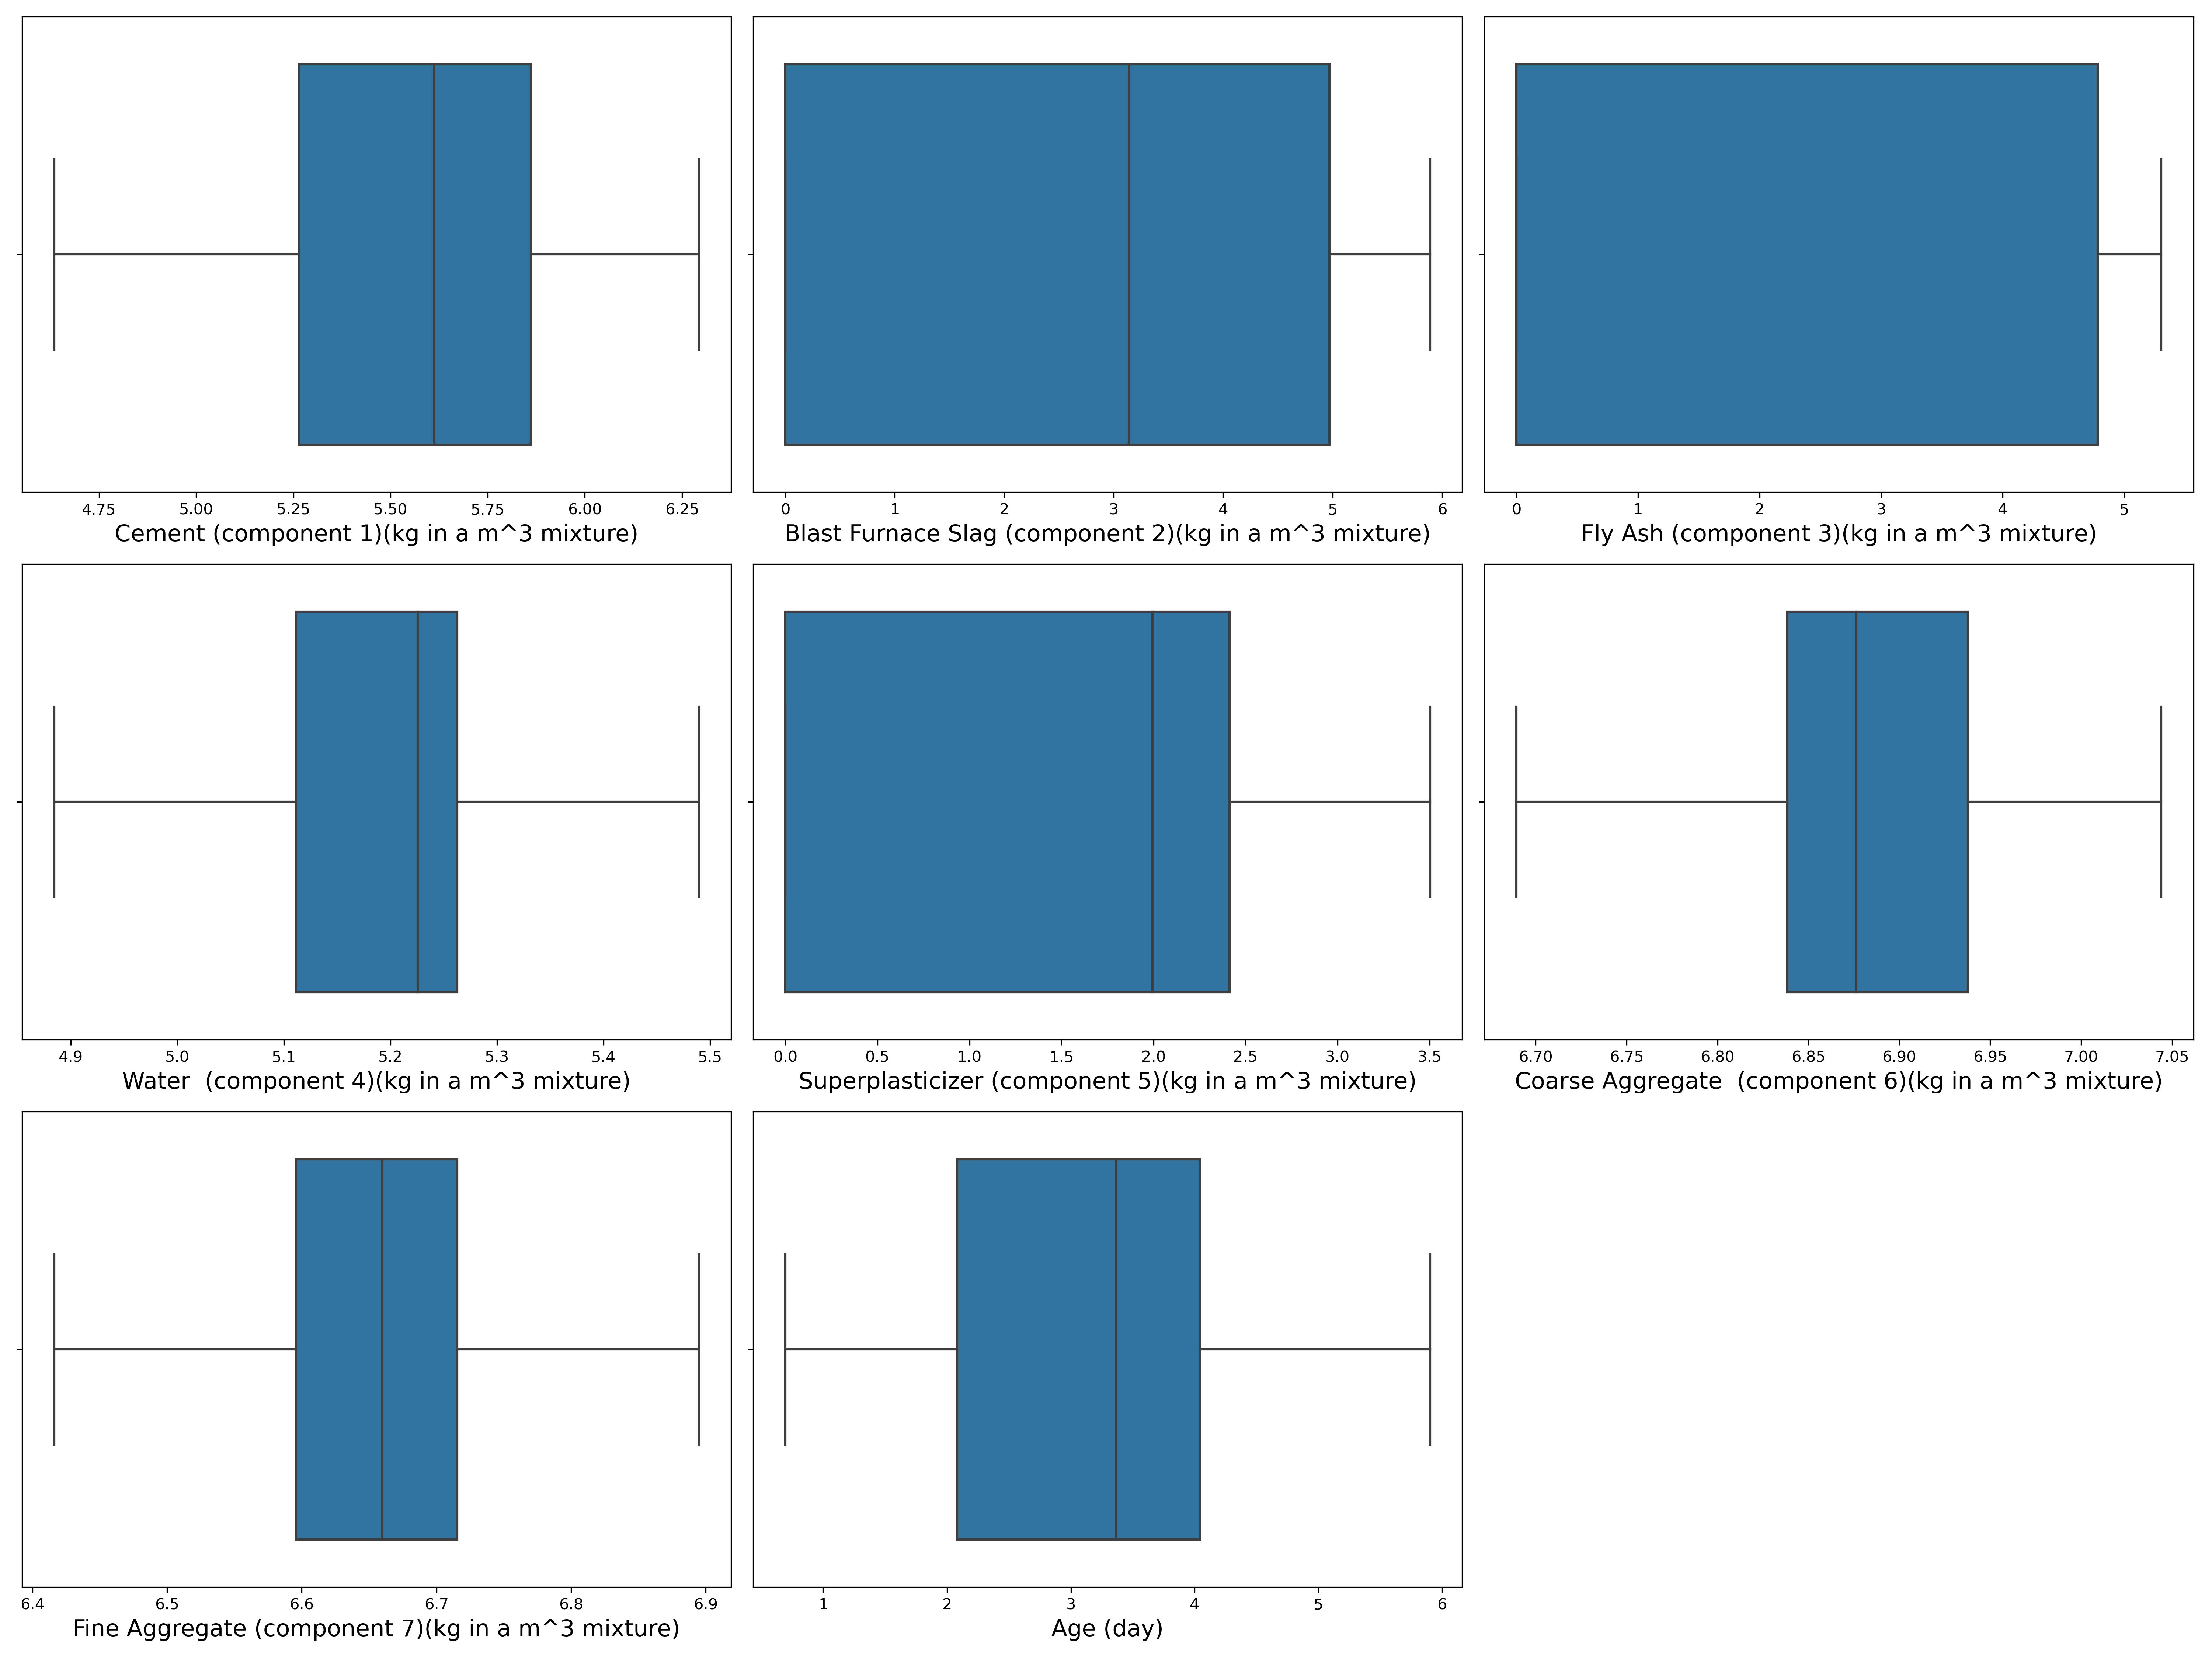 4.75 5.00 5.25 5.50 5.75 6.00 6.25
Cement (component 1)(kg in a m^3 mixture)
0 1 2 3 4 5 6
Blast Furnace Slag (component 2)(kg in a m^3 mixture)
0 1 2 3 4 5
Fly Ash (component 3)(kg in a m^3 mixture)
4.9 5.0 5.1 5.2 5.3 5.4 5.5
Water  (component 4)(kg in a m^3 mixture)
0.0 0.5 1.0 1.5 2.0 2.5 3.0 3.5
Superplasticizer (component 5)(kg in a m^3 mixture)
6.70 6.75 6.80 6.85 6.90 6.95 7.00 7.05
Coarse Aggregate  (component 6)(kg in a m^3 mixture)
6.4 6.5 6.6 6.7 6.8 6.9
Fine Aggregate (component 7)(kg in a m^3 mixture)
1 2 3 4 5 6
Age (day)